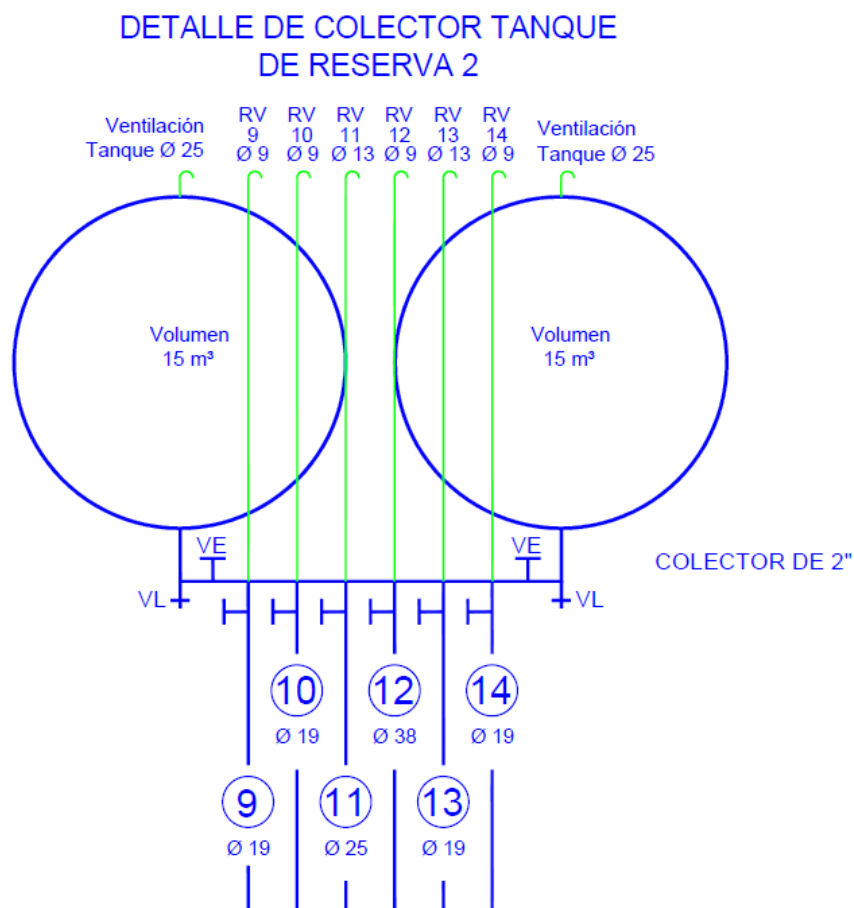 DETALLE DE COLECTOR TANQUE
DE RESERVA 2
Ventilación
Tanque Ø 25
RV
9
Ø 9
RV
10
Ø 9
RV
11
Ø 13
RV
12
Ø 9
RV
13
Ø 13
RV
14
Ø 9
Ventilación
Tanque Ø 25
Volumen
15 m³
Volumen
15 m³
VE
VE
COLECTOR DE 2"
VL
VL
10
Ø 19
12
Ø 38
14
Ø 19
9
Ø 19
11
Ø 25
13
Ø 19